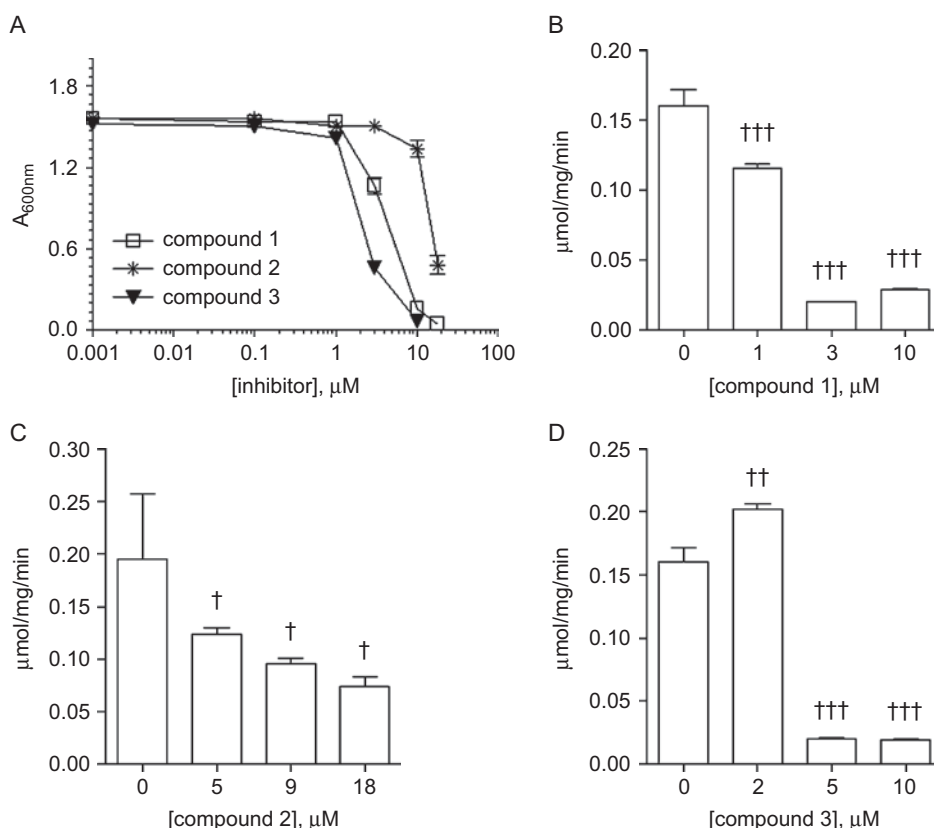 A
1.8
1.2
0.6
0.0
A600nm
compound 1
compound 2
compound 3
0.001 0.01 0.1 1 10 100
[inhibitor], μM
B
0.20
0.15
0.10
0.05
0.00
μmol/mg/min
††† ††† †††
0 1 3 10
[compound 1], μM
C
0.30
0.25
0.20
0.15
0.10
0.05
0.00
μmol/mg/min
† † †
0 5 9 18
[compound 2], μM
D
0.25
0.20
0.15
0.10
0.05
0.00
μmol/mg/min
†† ††† †††
0 2 5 10
[compound 3], μM